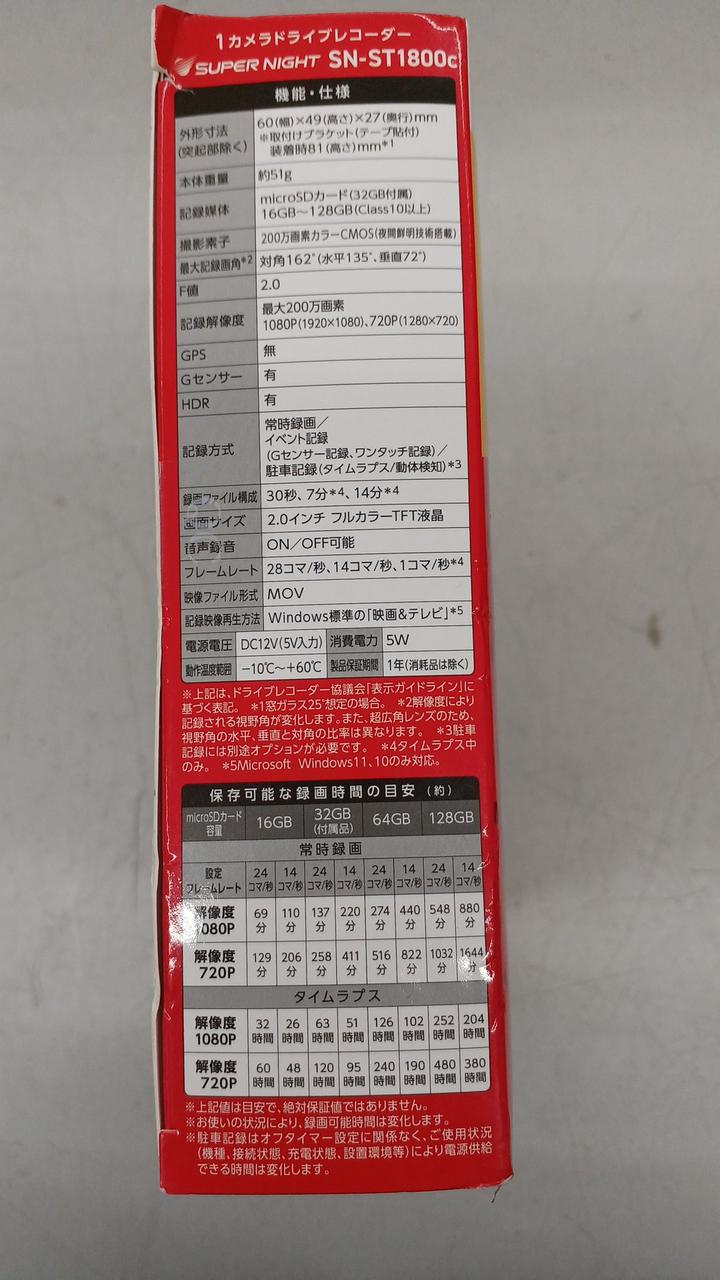 1カメラドライブレコーダー
SUPER NIGHT SN-ST1800c
機能・仕様
外形寸法
(突起部除く)
60(幅)×49(高さ)×27(奥行)mm
※取付けブラケット(テープ貼付)
装着時81(高さ)mm*1
本体重量
約51g
記録媒体
microSDカード(32GB付属)
16GB〜128GB(Class10以上)
撮影素子
200万画素カラーCMOS(夜間鮮明技術搭載)
最大記録画角*2
対角162°(水平135°、垂直72°)
F値
2.0
記録解像度
最大200万画素
1080P(1920×1080)、720P(1280×720)
GPS
無
Gセンサー
有
HDR
有
記録方式
常時録画/
イベント記録
(Gセンサー記録、ワンタッチ記録)/
駐車記録(タイムラプス/動体検知)*3
録画ファイル構成
30秒、7分*4、14分*4
画面サイズ
2.0インチ フルカラーTFT液晶
音声録音
ON/OFF可能
フレームレート
28コマ/秒、14コマ/秒、1コマ/秒*4
映像ファイル形式
MOV
記録映像再生方法
Windows標準の「映画&テレビ」*5
電源電圧 DC12V(5V入力) 消費電力 5W
動作温度範囲 −10℃〜+60℃ 製品保証期間 1年(消耗品は除く)
※上記は、ドライブレコーダー協議会「表示ガイドライン」に
基づく表記。 *1窓ガラス25°想定の場合。 *2解像度により
記録される視野角が変化します。また、超広角レンズのため、
視野角の水平、垂直と対角の比率は異なります。 *3駐車
記録には別途オプションが必要です。 *4タイムラプス中
のみ。 *5Microsoft Windows11、10のみ対応。
保存可能な録画時間の目安 (約)
microSDカード
容量
16GB
32GB
(付属品)
64GB
128GB
常時録画
設定
フレームレート
24 14 24 14 24 14 24 14
コマ/秒 コマ/秒 コマ/秒 コマ/秒 コマ/秒 コマ/秒 コマ/秒 コマ/秒
解像度
1080P
69 110 137 220 274 440 548 880
分 分 分 分 分 分 分 分
解像度
720P
129 206 258 411 516 822 1032 1644
分 分 分 分 分 分 分 分
タイムラプス
解像度
1080P
32 26 63 51 126 102 252 204
時間 時間 時間 時間 時間 時間 時間 時間
解像度
720P
60 48 120 95 240 190 480 380
時間 時間 時間 時間 時間 時間 時間 時間
※上記値は目安で、絶対保証値ではありません。
※お使いの状況により、録画可能時間は変化します。
※駐車記録はオフタイマー設定に関係なく、ご使用状況
(機種、接続状態、充電状態、設置環境等)により電源供給
できる時間は変化します。